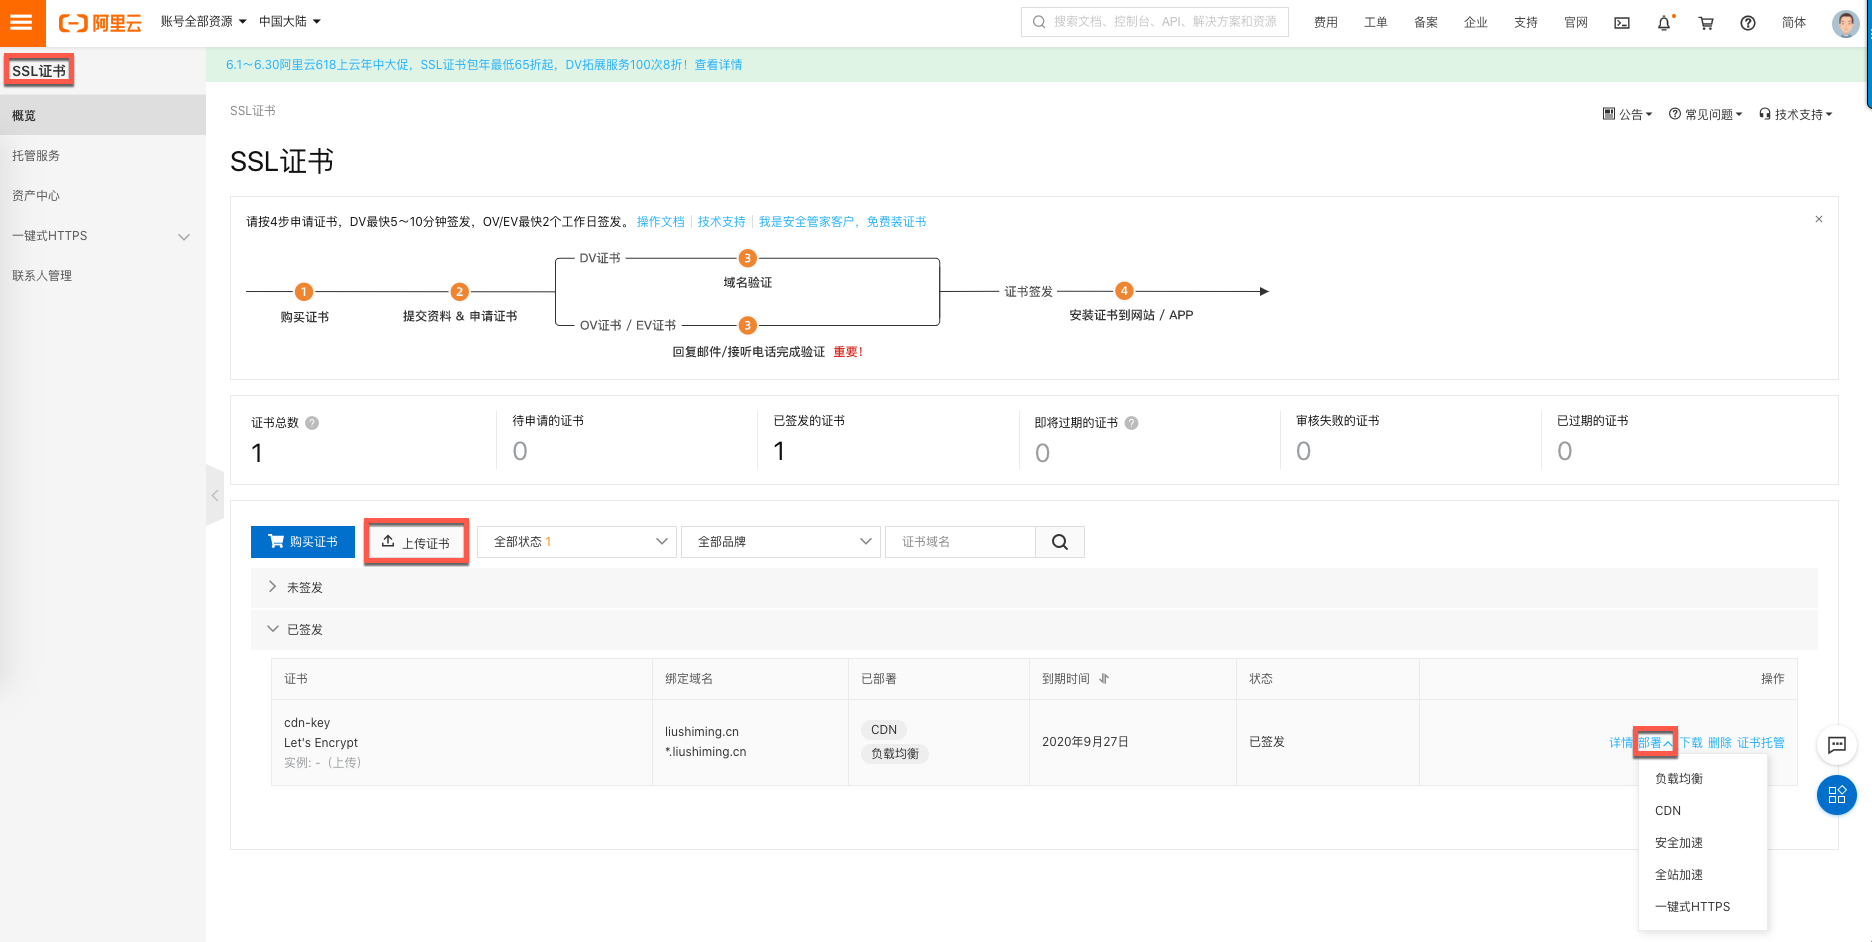 阿里云 账号全部资源 中国大陆 搜索文档、控制台、API、解决方案和资源 费用 工单 备案 企业 支持 官网 简体
SSL证书
6.1～6.30阿里云618上云年中大促，SSL证书包年最低65折起，DV拓展服务100次8折！查看详情
概览
托管服务
资产中心
一键式HTTPS
联系人管理
SSL证书
公告 常见问题 技术支持
SSL证书
请按4步申请证书，DV最快5～10分钟签发，OV/EV最快2个工作日签发。 操作文档 技术支持 我是安全管家客户，免费装证书
DV证书 3
域名验证
1 2 证书签发 4
购买证书 提交资料 & 申请证书 安装证书到网站 / APP
OV证书 / EV证书 3
回复邮件/接听电话完成验证 重要!
证书总数 ? 待申请的证书 已签发的证书 即将过期的证书 ? 审核失败的证书 已过期的证书
1 0 1 0 0 0
购买证书 上传证书 全部状态 1 全部品牌 证书域名
未签发
已签发
证书 绑定域名 已部署 到期时间 状态 操作
cdn-key
Let's Encrypt
实例: -（上传）
liushiming.cn
*.liushiming.cn
CDN
负载均衡
2020年9月27日
已签发
详情 部署 下载 删除 证书托管
负载均衡
CDN
安全加速
全站加速
一键式HTTPS